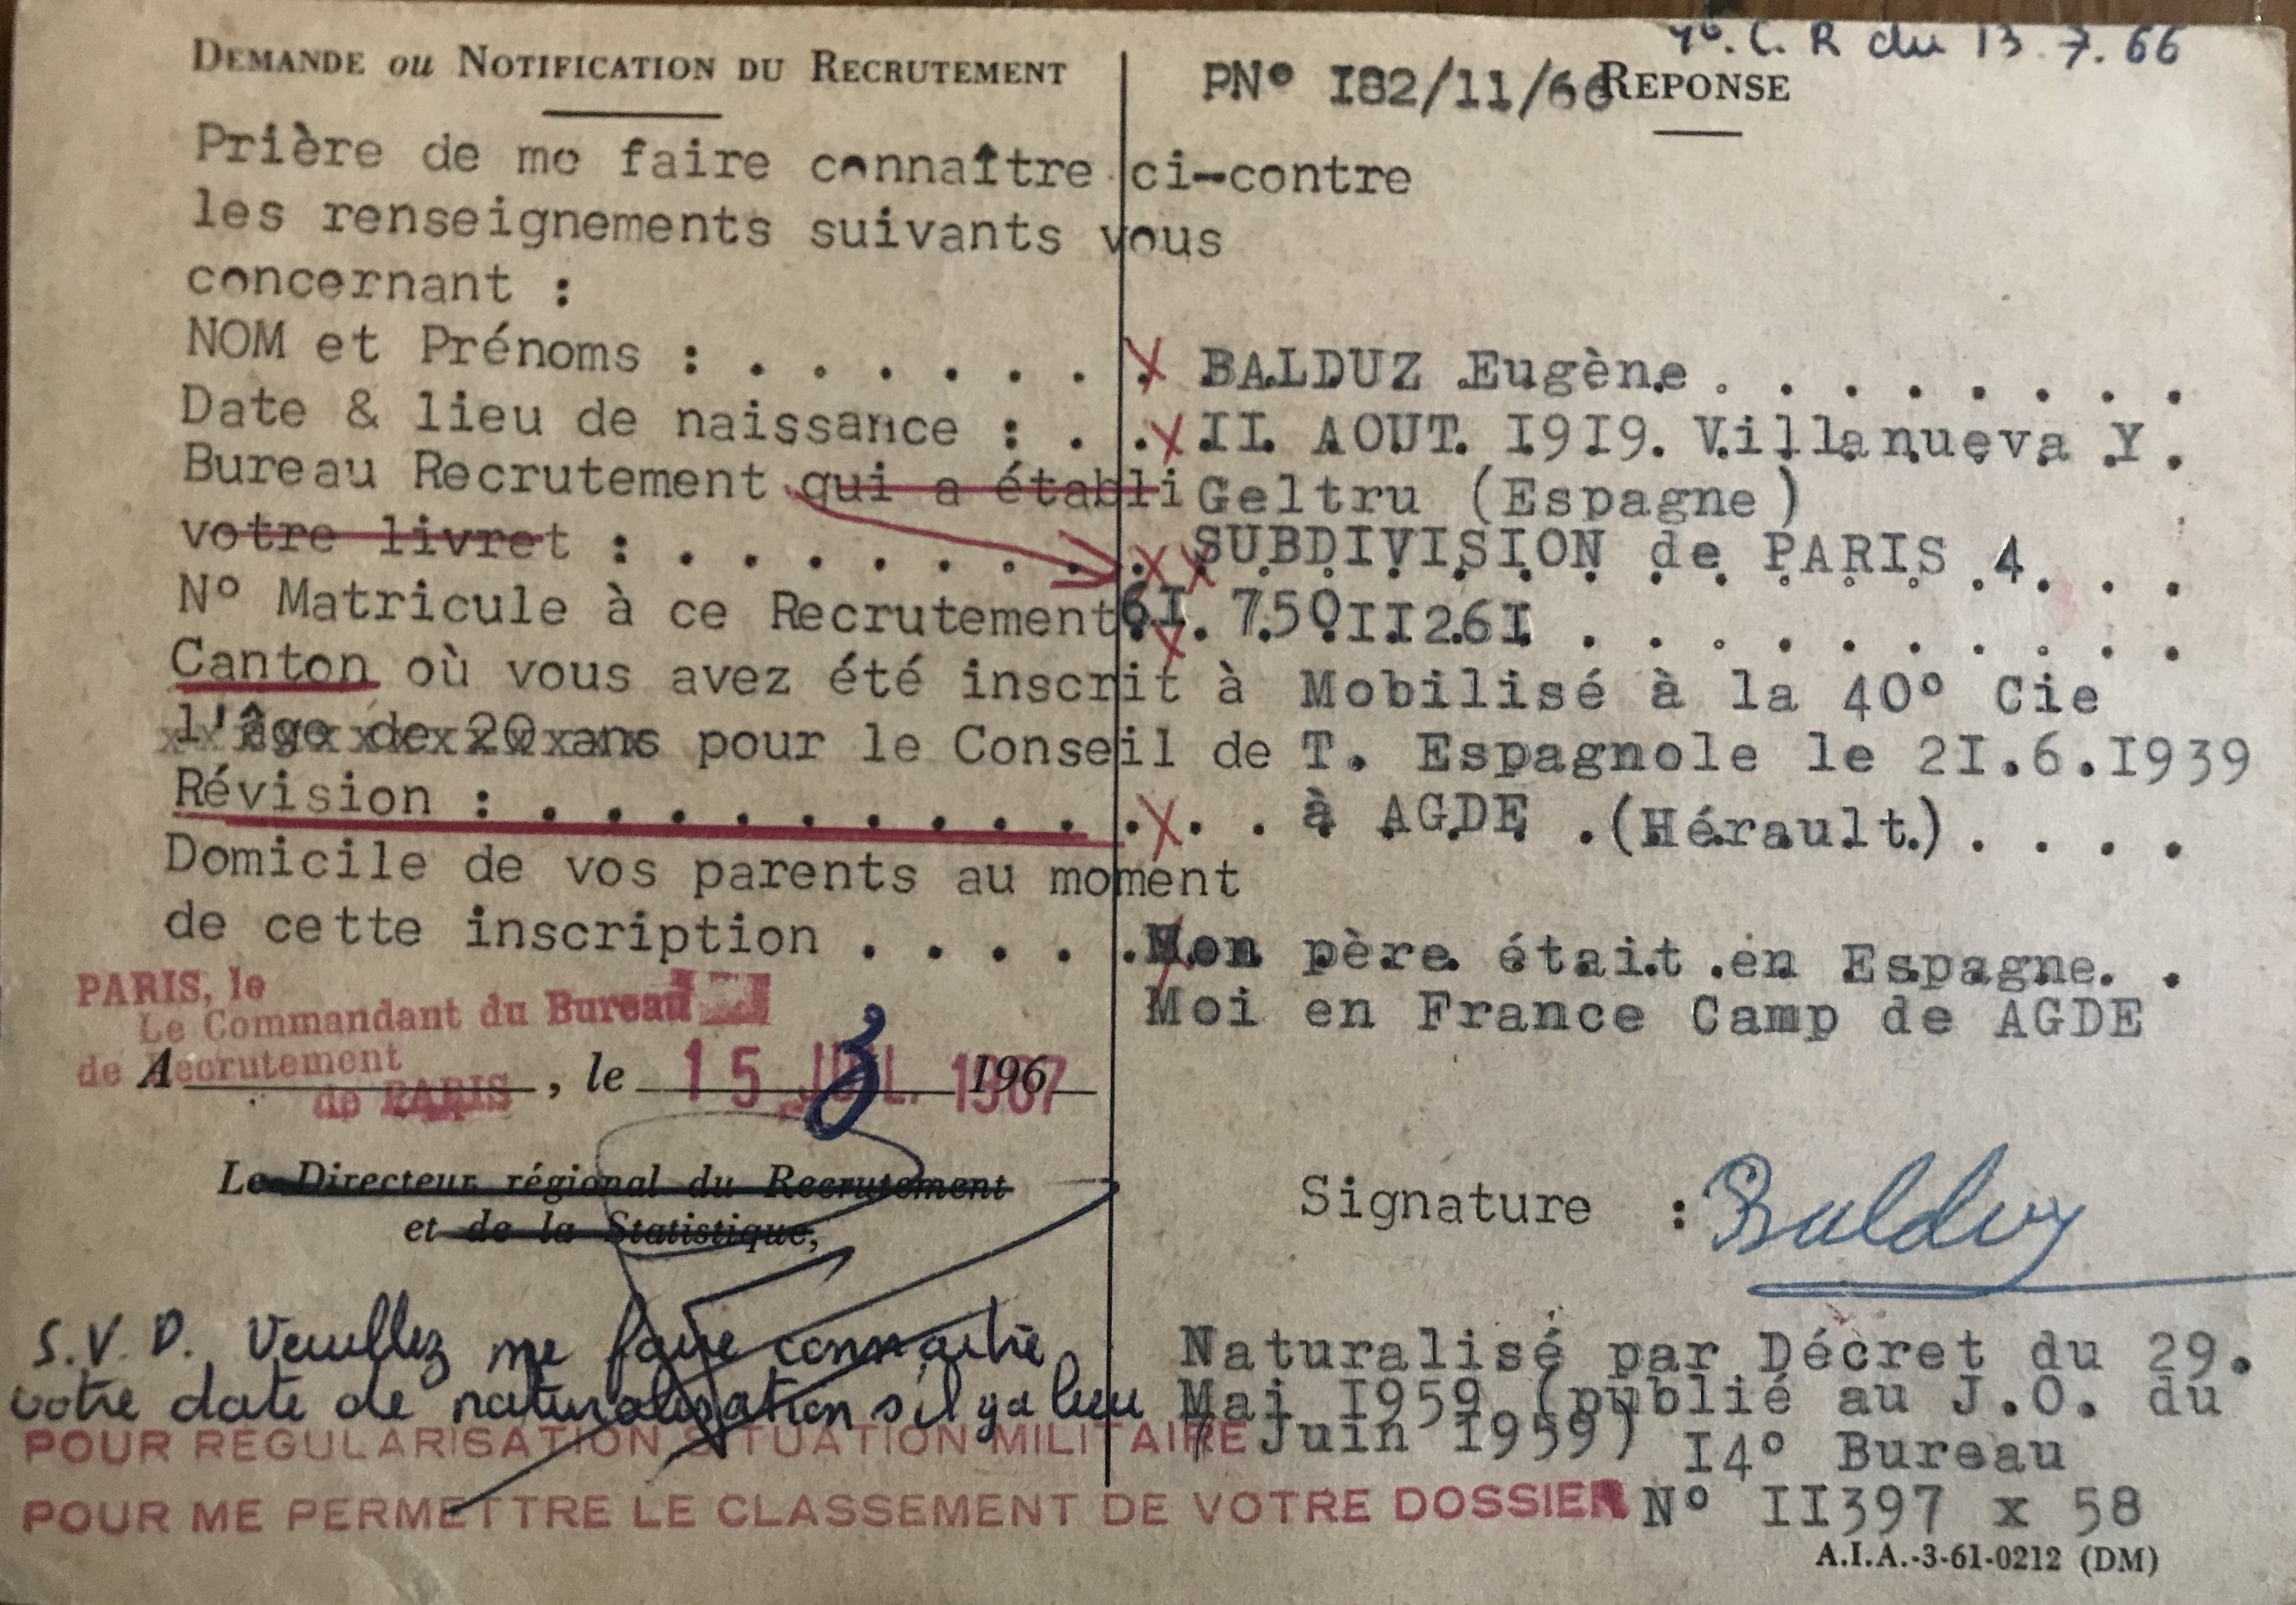 DEMANDE ou NOTIFICATION DU RECRUTEMENT
C. R du 13.7.66
PN° I82/11/66 REPONSE
Prière de me faire connaître ci-contre
les renseignements suivants vous
concernant :
NOM et Prénoms : . . . . . . . X BALDUZ Eugène . . . . . . . .
Date & lieu de naissance : . . X II. AOUT. I9I9. Villanueva Y .
Bureau Recrutement qui a établi Geltru (Espagne)
votre livret : . . . . . . . . X X SUBDIVISION de PARIS 4 . . .
N° Matricule à ce Recrutement 6I. 750II26I . . . . . . . . . .
Canton où vous avez été inscrit à Mobilisé à la 40° Cie
l'âge de 20 ans pour le Conseil de T. Espagnole le 2I.6.I939
Révision : . . . . . . . . . . X . . à AGDE .(Hérault) . . . .
Domicile de vos parents au moment
de cette inscription . . . . . Mon père était en Espagne. .
Moi en France Camp de AGDE
PARIS, le
Le Commandant du Bureau
de Recrutement
de PARIS
A , le 15 JUIL. 1967
196
3
Le Directeur régional du Recrutement
et de la Statistique,
Signature : Balduz
S.V.P. Veuillez me faire connaitre
votre date de naturalisation s'il y a lieu
Naturalisé par Décret du 29.
Mai I959 (publié au J.O. du
7 Juin 1959) I4° Bureau
N° II397 x 58
POUR REGULARISATION SITUATION MILITAIRE
POUR ME PERMETTRE LE CLASSEMENT DE VOTRE DOSSIER
A.I.A.-3-61-0212 (DM)